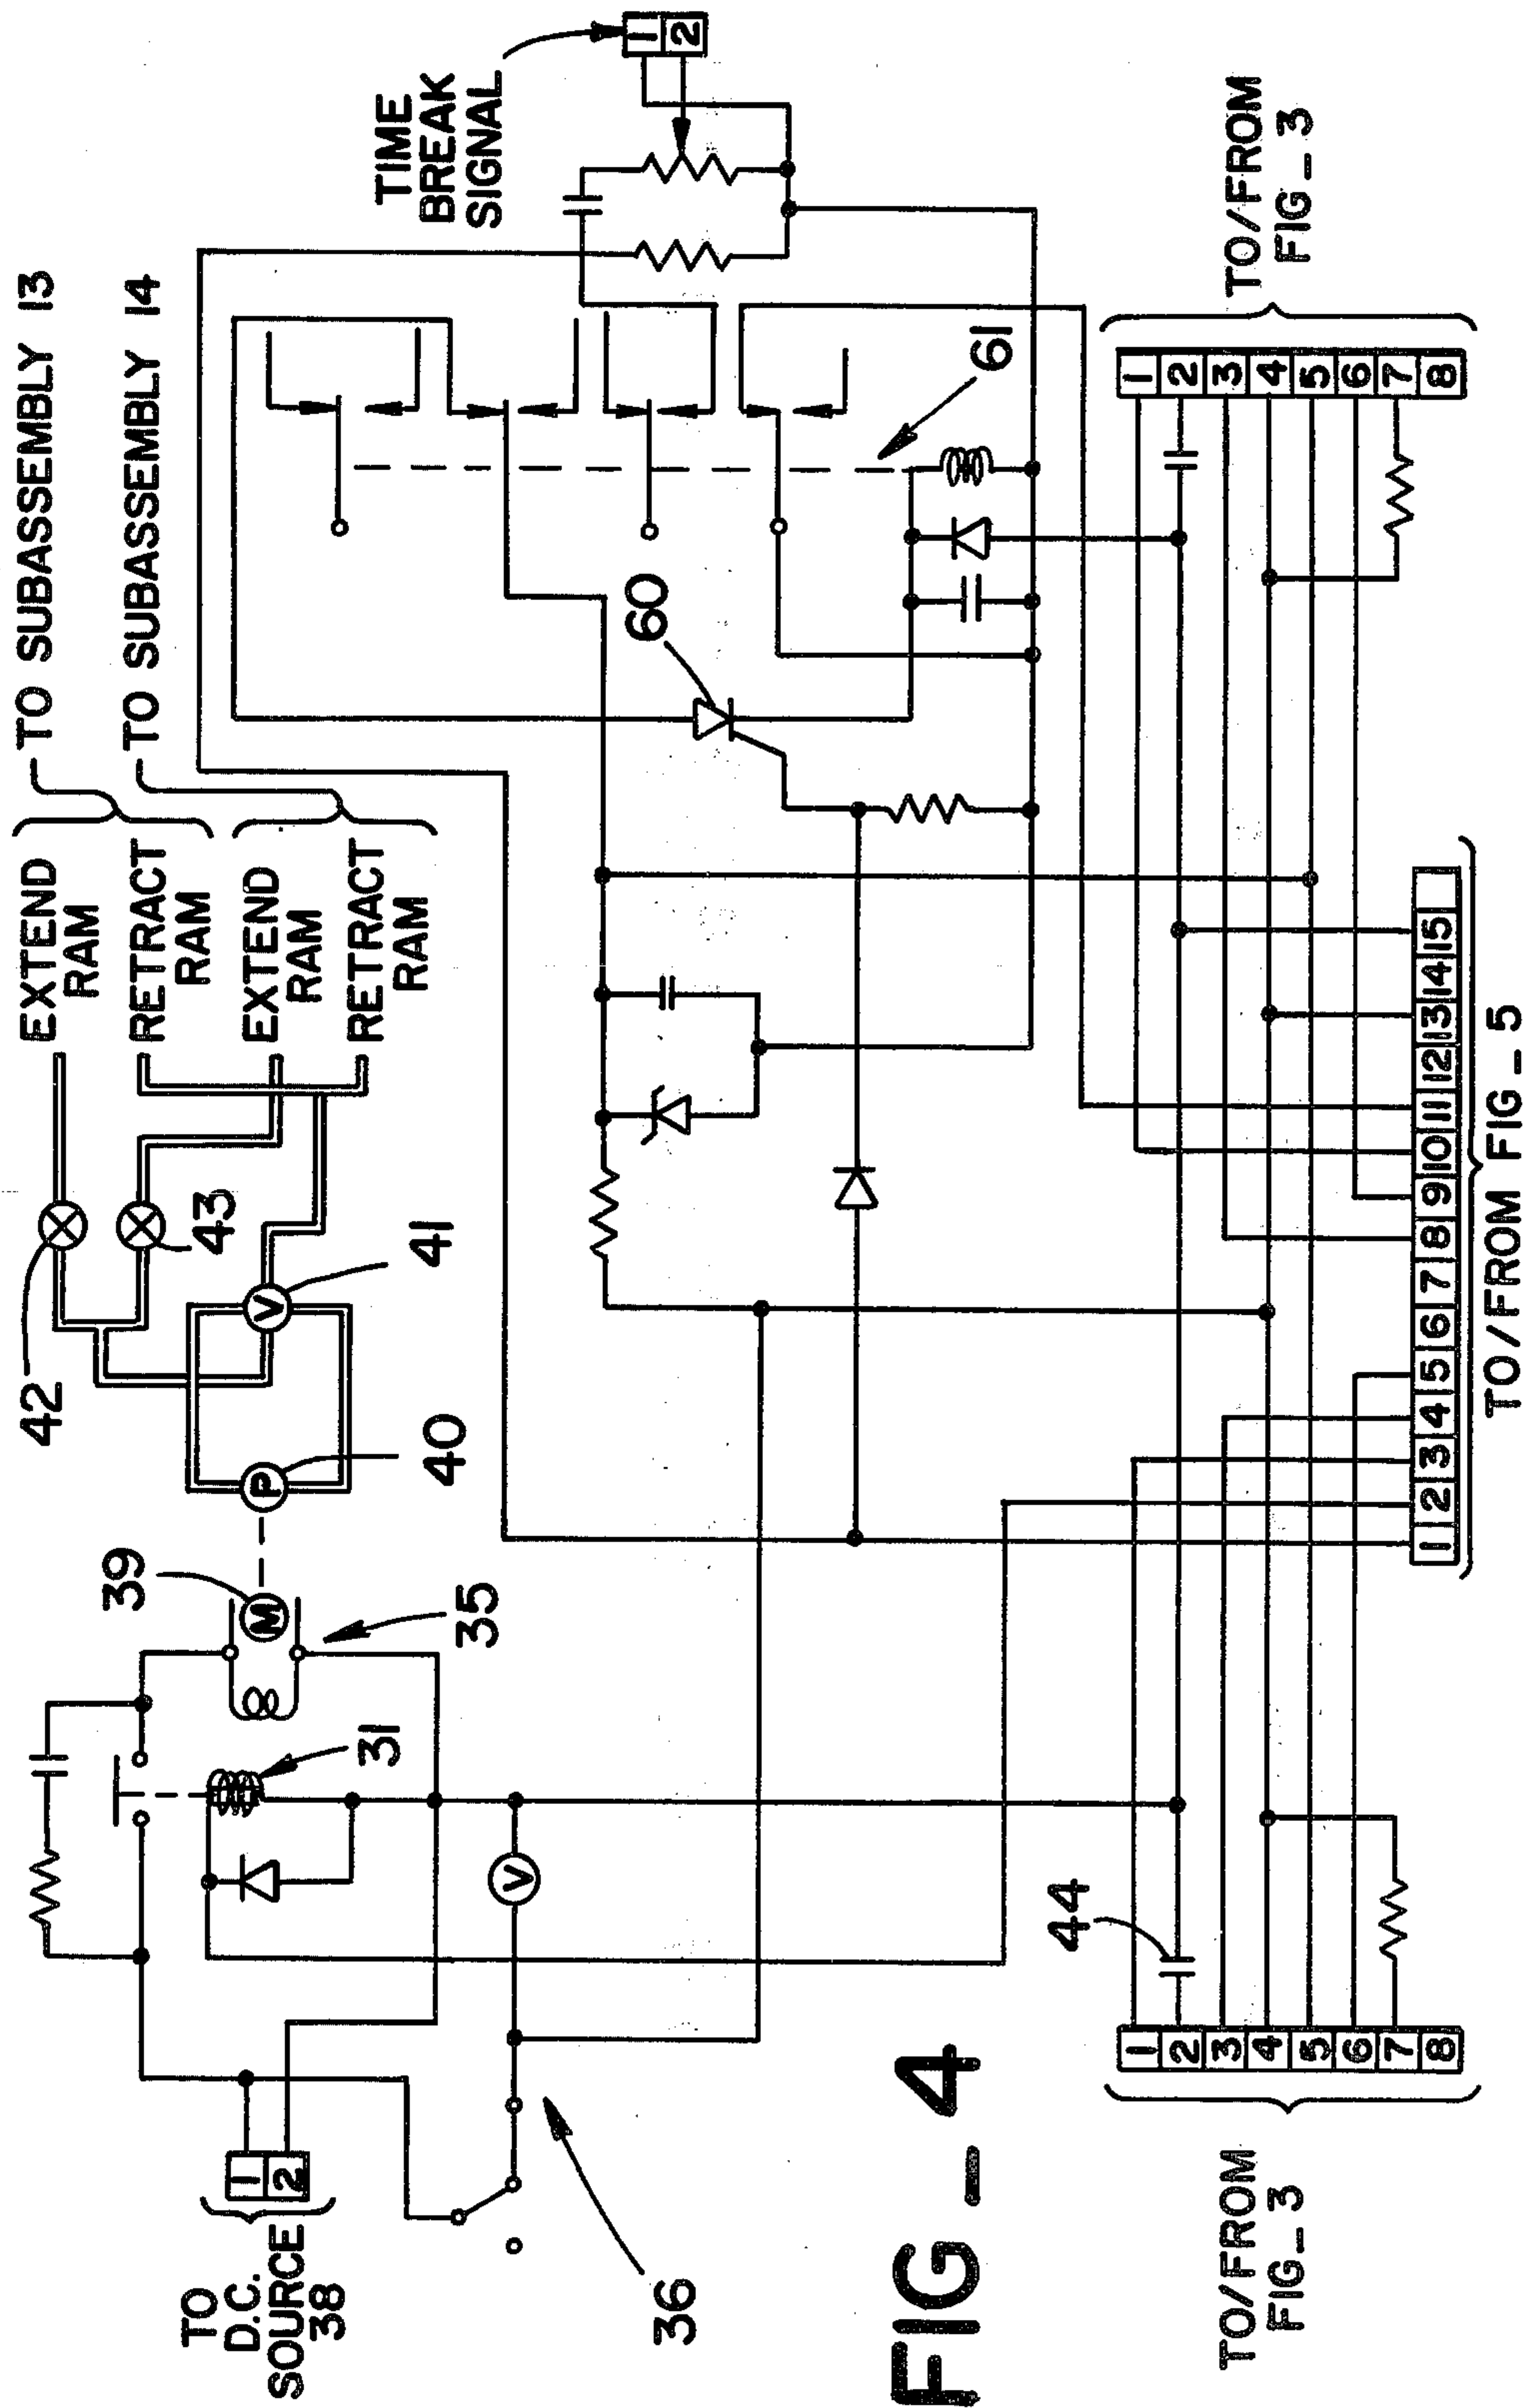 TO SUBASSEMBLY 13
TO SUBASSEMBLY 14
EXTEND
RAM
RETRACT
RAM
EXTEND
RAM
RETRACT
RAM
42
43
41
40
P
V
39
M
35
31
V
36
TO
D.C.
SOURCE
38
1
2
TIME
BREAK
SIGNAL
1
2
60
61
44
TO/FROM
FIG_3
1
2
3
4
5
6
7
8
TO/FROM
FIG_3
1
2
3
4
5
6
7
8
1 2 3 4 5 6 7 8 9 10 11 12 13 14 15
TO/FROM FIG_5
FIG_4